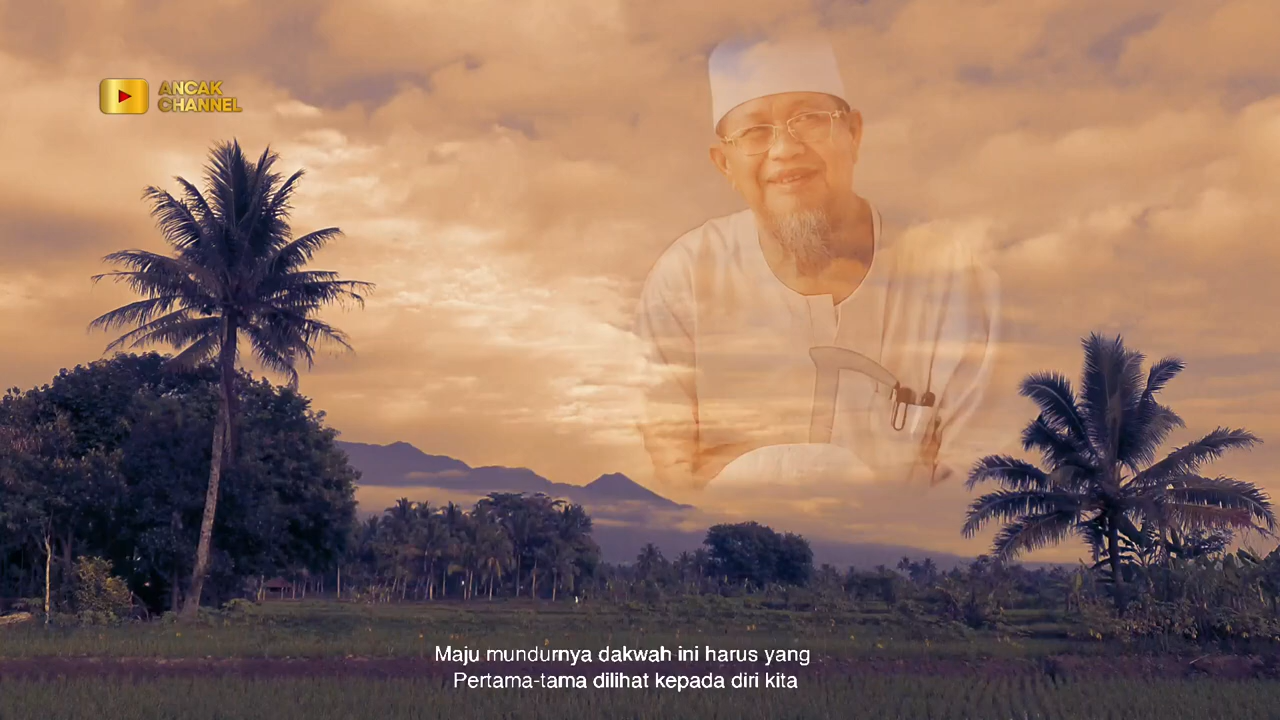 ANCAK
CHANNEL
Maju mundurnya dakwah ini harus yang
Pertama-tama dilihat kepada diri kita